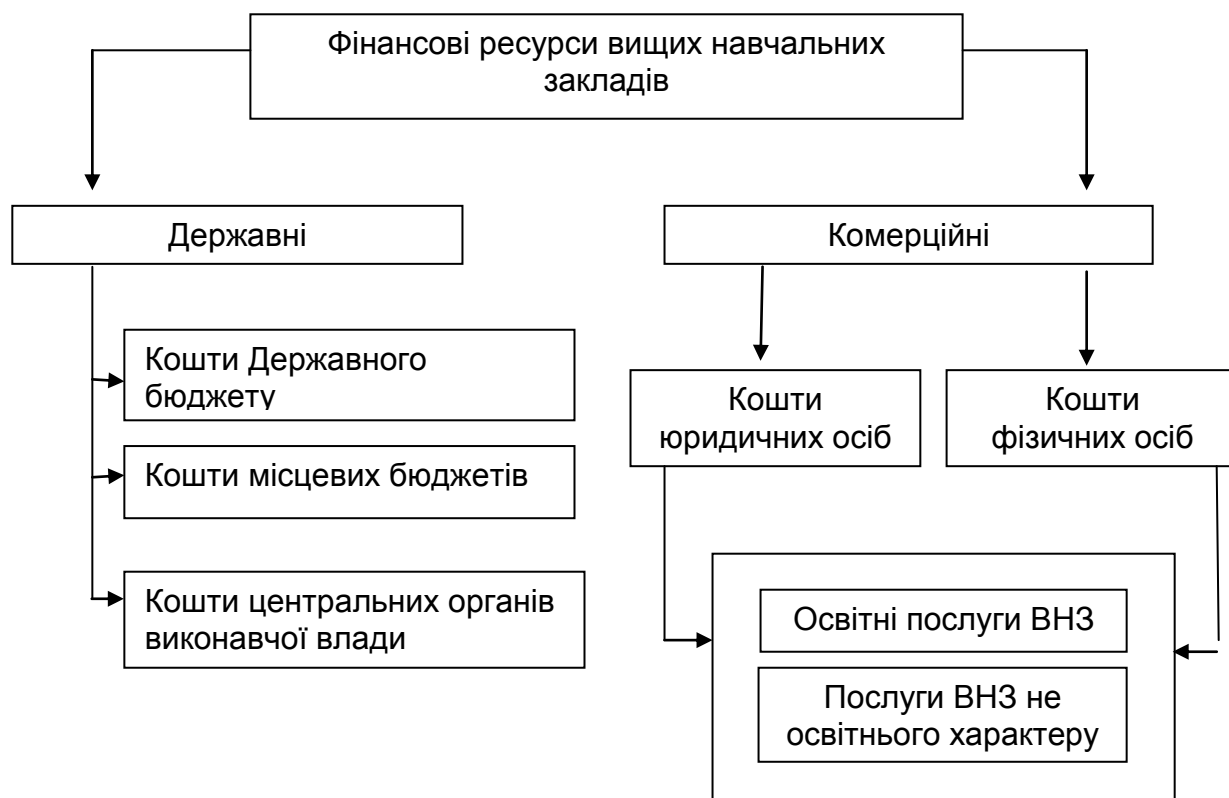 Фінансові ресурси вищих навчальних
закладів
Державні
Комерційні
Кошти Державного
бюджету
Кошти місцевих бюджетів
Кошти центральних органів
виконавчої влади
Кошти
юридичних осіб
Кошти
фізичних осіб
Освітні послуги ВНЗ
Послуги ВНЗ не
освітнього характеру